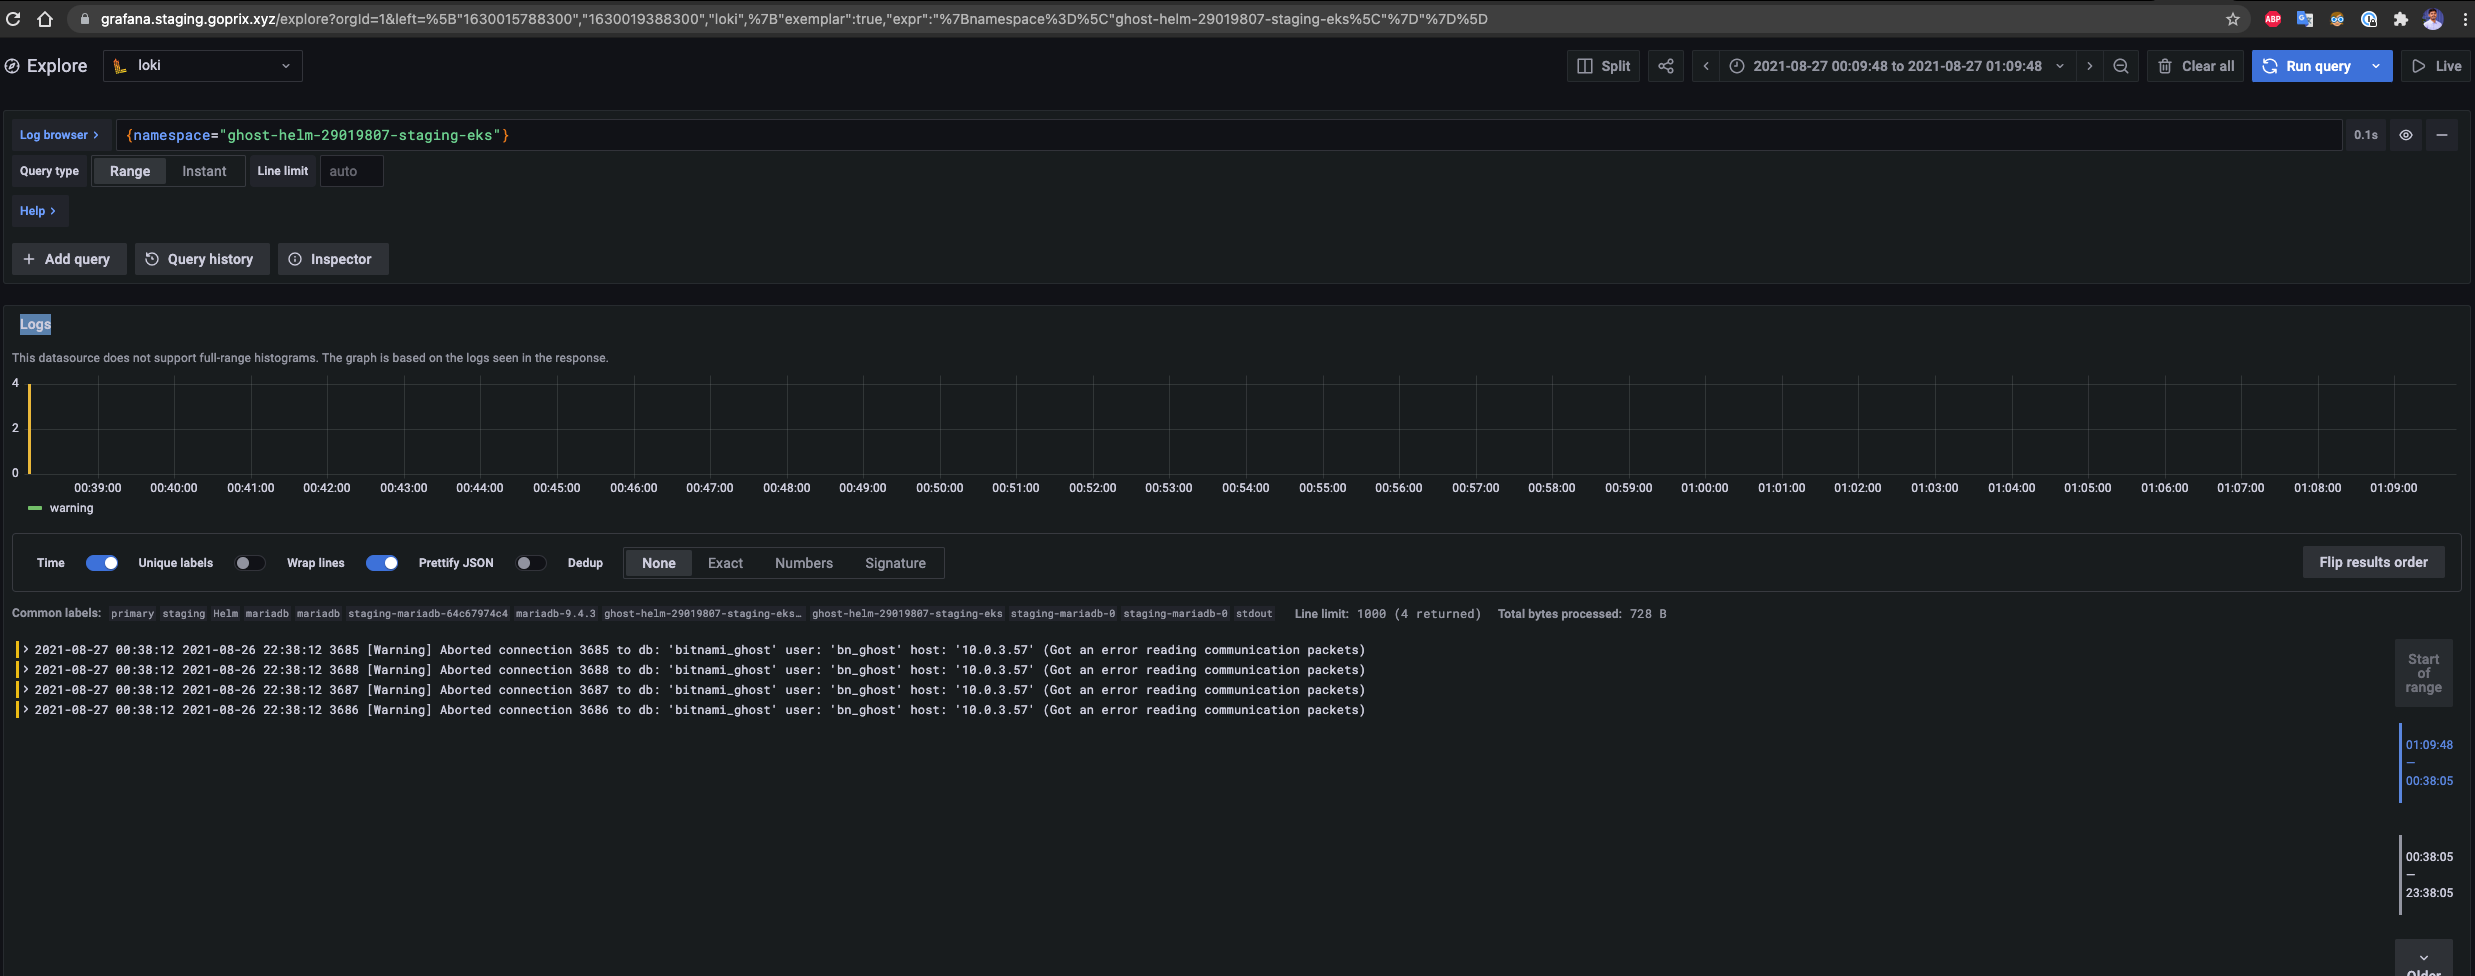 grafana.staging.goprix.xyz/explore?orgId=1&left=%5B"1630015788300","1630019388300","loki",%7B"exemplar":true,"expr":"%7Bnamespace%3D%5C"ghost-helm-29019807-staging-eks%5C"%7D"%7D%5D
ABP
Explore loki Split 2021-08-27 00:09:48 to 2021-08-27 01:09:48 Clear all Run query Live
Log browser > {namespace="ghost-helm-29019807-staging-eks"} 0.1s
Query type Range Instant Line limit auto
Help >
+ Add query Query history Inspector
Logs
This datasource does not support full-range histograms. The graph is based on the logs seen in the response.
4
2
0
00:39:00 00:40:00 00:41:00 00:42:00 00:43:00 00:44:00 00:45:00 00:46:00 00:47:00 00:48:00 00:49:00 00:50:00 00:51:00 00:52:00 00:53:00 00:54:00 00:55:00 00:56:00 00:57:00 00:58:00 00:59:00 01:00:00 01:01:00 01:02:00 01:03:00 01:04:00 01:05:00 01:06:00 01:07:00 01:08:00 01:09:00
warning
Time Unique labels Wrap lines Prettify JSON Dedup None Exact Numbers Signature Flip results order
Common labels: primary staging Helm mariadb mariadb staging-mariadb-64c67974c4 mariadb-9.4.3 ghost-helm-29019807-staging-eks… ghost-helm-29019807-staging-eks staging-mariadb-0 staging-mariadb-0 stdout Line limit: 1000 (4 returned) Total bytes processed: 728 B
> 2021-08-27 00:38:12 2021-08-26 22:38:12 3685 [Warning] Aborted connection 3685 to db: 'bitnami_ghost' user: 'bn_ghost' host: '10.0.3.57' (Got an error reading communication packets)
> 2021-08-27 00:38:12 2021-08-26 22:38:12 3688 [Warning] Aborted connection 3688 to db: 'bitnami_ghost' user: 'bn_ghost' host: '10.0.3.57' (Got an error reading communication packets)
> 2021-08-27 00:38:12 2021-08-26 22:38:12 3687 [Warning] Aborted connection 3687 to db: 'bitnami_ghost' user: 'bn_ghost' host: '10.0.3.57' (Got an error reading communication packets)
> 2021-08-27 00:38:12 2021-08-26 22:38:12 3686 [Warning] Aborted connection 3686 to db: 'bitnami_ghost' user: 'bn_ghost' host: '10.0.3.57' (Got an error reading communication packets)
Start
of
range
01:09:48
—
00:38:05
00:38:05
—
23:38:05
Older